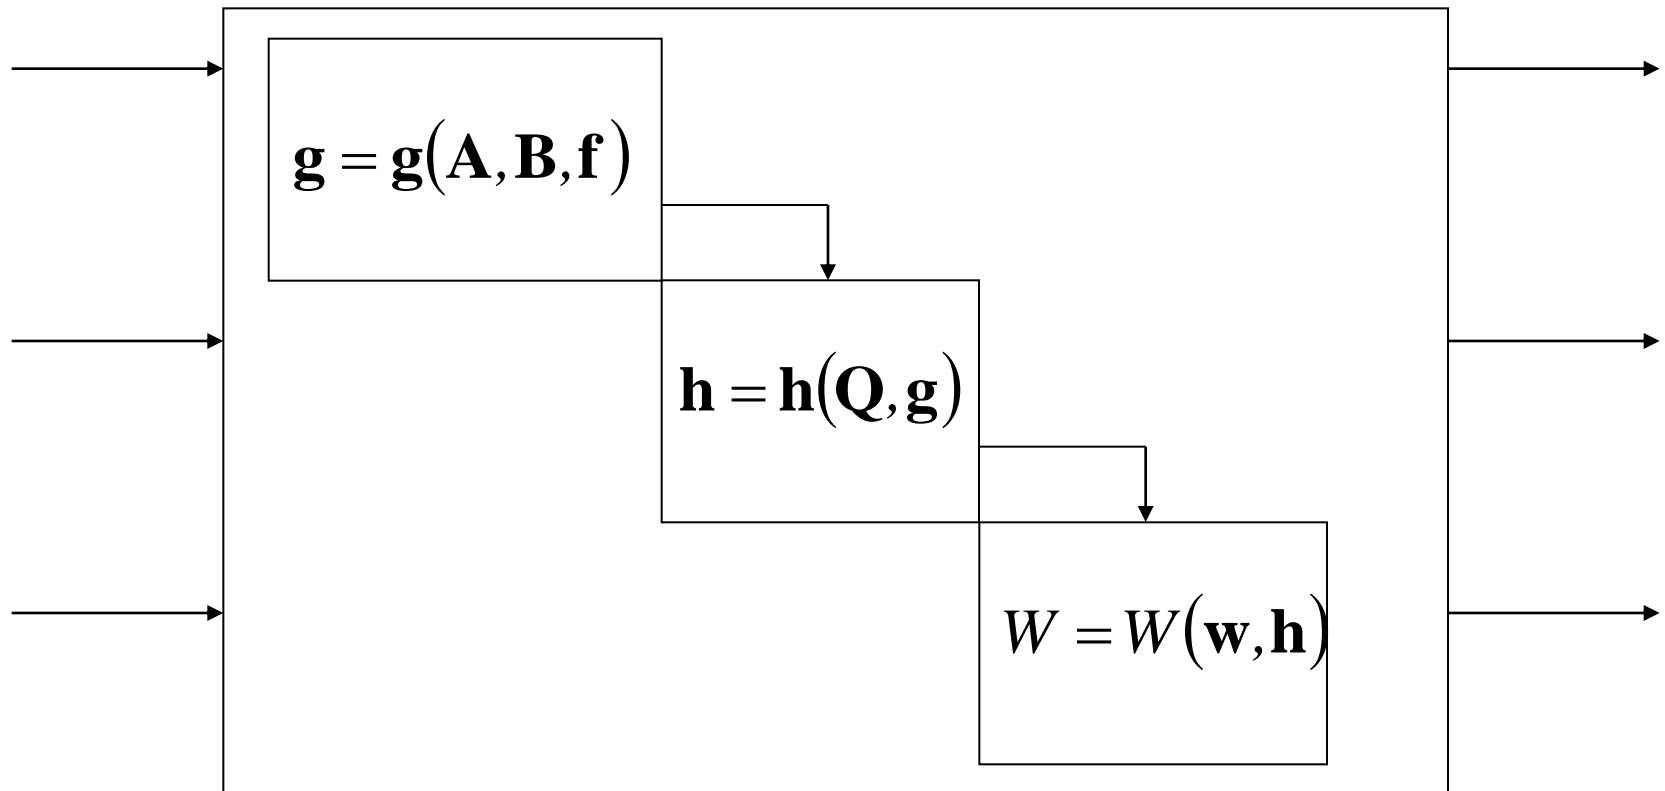 g = g(A, B, f)
h = h(Q, g)
W = W(w, h)